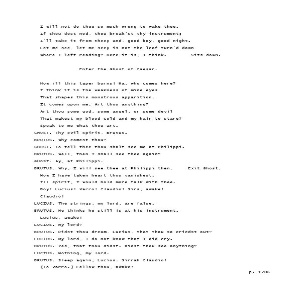 I will not do thee so much wrong to wake thee.
If thou dost nod, thou break'st thy instrument;
I'll take it from thee; and, good boy, good night.
Let me see, let me see; is not the leaf turn'd down
Where I left reading? Here it is, I think. Sits down.
Enter the Ghost of Caesar.
How ill this taper burns! Ha, who comes here?
I think it is the weakness of mine eyes
That shapes this monstrous apparition.
It comes upon me. Art thou anything?
Art thou some god, some angel, or some devil
That makest my blood cold and my hair to stare?
Speak to me what thou art.
GHOST. Thy evil spirit, Brutus.
BRUTUS. Why comest thou?
GHOST. To tell thee thou shalt see me at Philippi.
BRUTUS. Well, then I shall see thee again?
GHOST. Ay, at Philippi.
BRUTUS. Why, I will see thee at Philippi then. Exit Ghost.
Now I have taken heart thou vanishest.
Ill spirit, I would hold more talk with thee.
Boy! Lucius! Varro! Claudio! Sirs, awake!
Claudio!
LUCIUS. The strings, my lord, are false.
BRUTUS. He thinks he still is at his instrument.
Lucius, awake!
LUCIUS. My lord?
BRUTUS. Didst thou dream, Lucius, that thou so criedst out?
LUCIUS. My lord, I do not know that I did cry.
BRUTUS. Yes, that thou didst. Didst thou see anything?
LUCIUS. Nothing, my lord.
BRUTUS. Sleep again, Lucius. Sirrah Claudio!
[To Varro.] Fellow thou, awake!